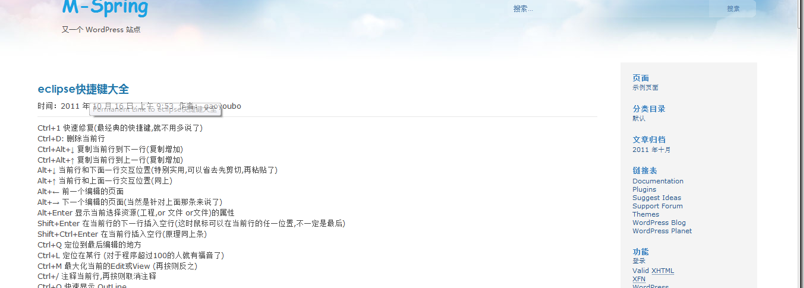 M-Spring
又一个 WordPress 站点
搜索...
搜索
eclipse快捷键大全
时间: 2011 年 10 月 16 日 上午 9:53
Permanent Link to eclipse快捷键大全
Ctrl+1 快速修复(最经典的快捷键,就不用多说了)
Ctrl+D: 删除当前行
Ctrl+Alt+↓ 复制当前行到下一行(复制增加)
Ctrl+Alt+↑ 复制当前行到上一行(复制增加)
Alt+↓ 当前行和下面一行交互位置(特别实用,可以省去先剪切,再粘贴了)
Alt+↑ 当前行和上面一行交互位置(同上)
Alt+← 前一个编辑的页面
Alt+→ 下一个编辑的页面(当然是针对上面那条来说了)
Alt+Enter 显示当前选择资源(工程,or 文件 or文件)的属性
Shift+Enter 在当前行的下一行插入空行(这时鼠标可以在当前行的任一位置,不一定是最后)
Shift+Ctrl+Enter 在当前行插入空行(原理同上条)
Ctrl+Q 定位到最后编辑的地方
Ctrl+L 定位在某行 (对于程序超过100的人就有福音了)
Ctrl+M 最大化当前的Edit或View (再按则反之)
Ctrl+/ 注释当前行,再按则取消注释
Ctrl+O 快速显示 OutLine
页面
示例页面
分类目录
默认
文章归档
2011 年十月
链接表
Documentation
Plugins
Suggest Ideas
Support Forum
Themes
WordPress Blog
WordPress Planet
功能
登录
Valid XHTML
XFN
WordPress